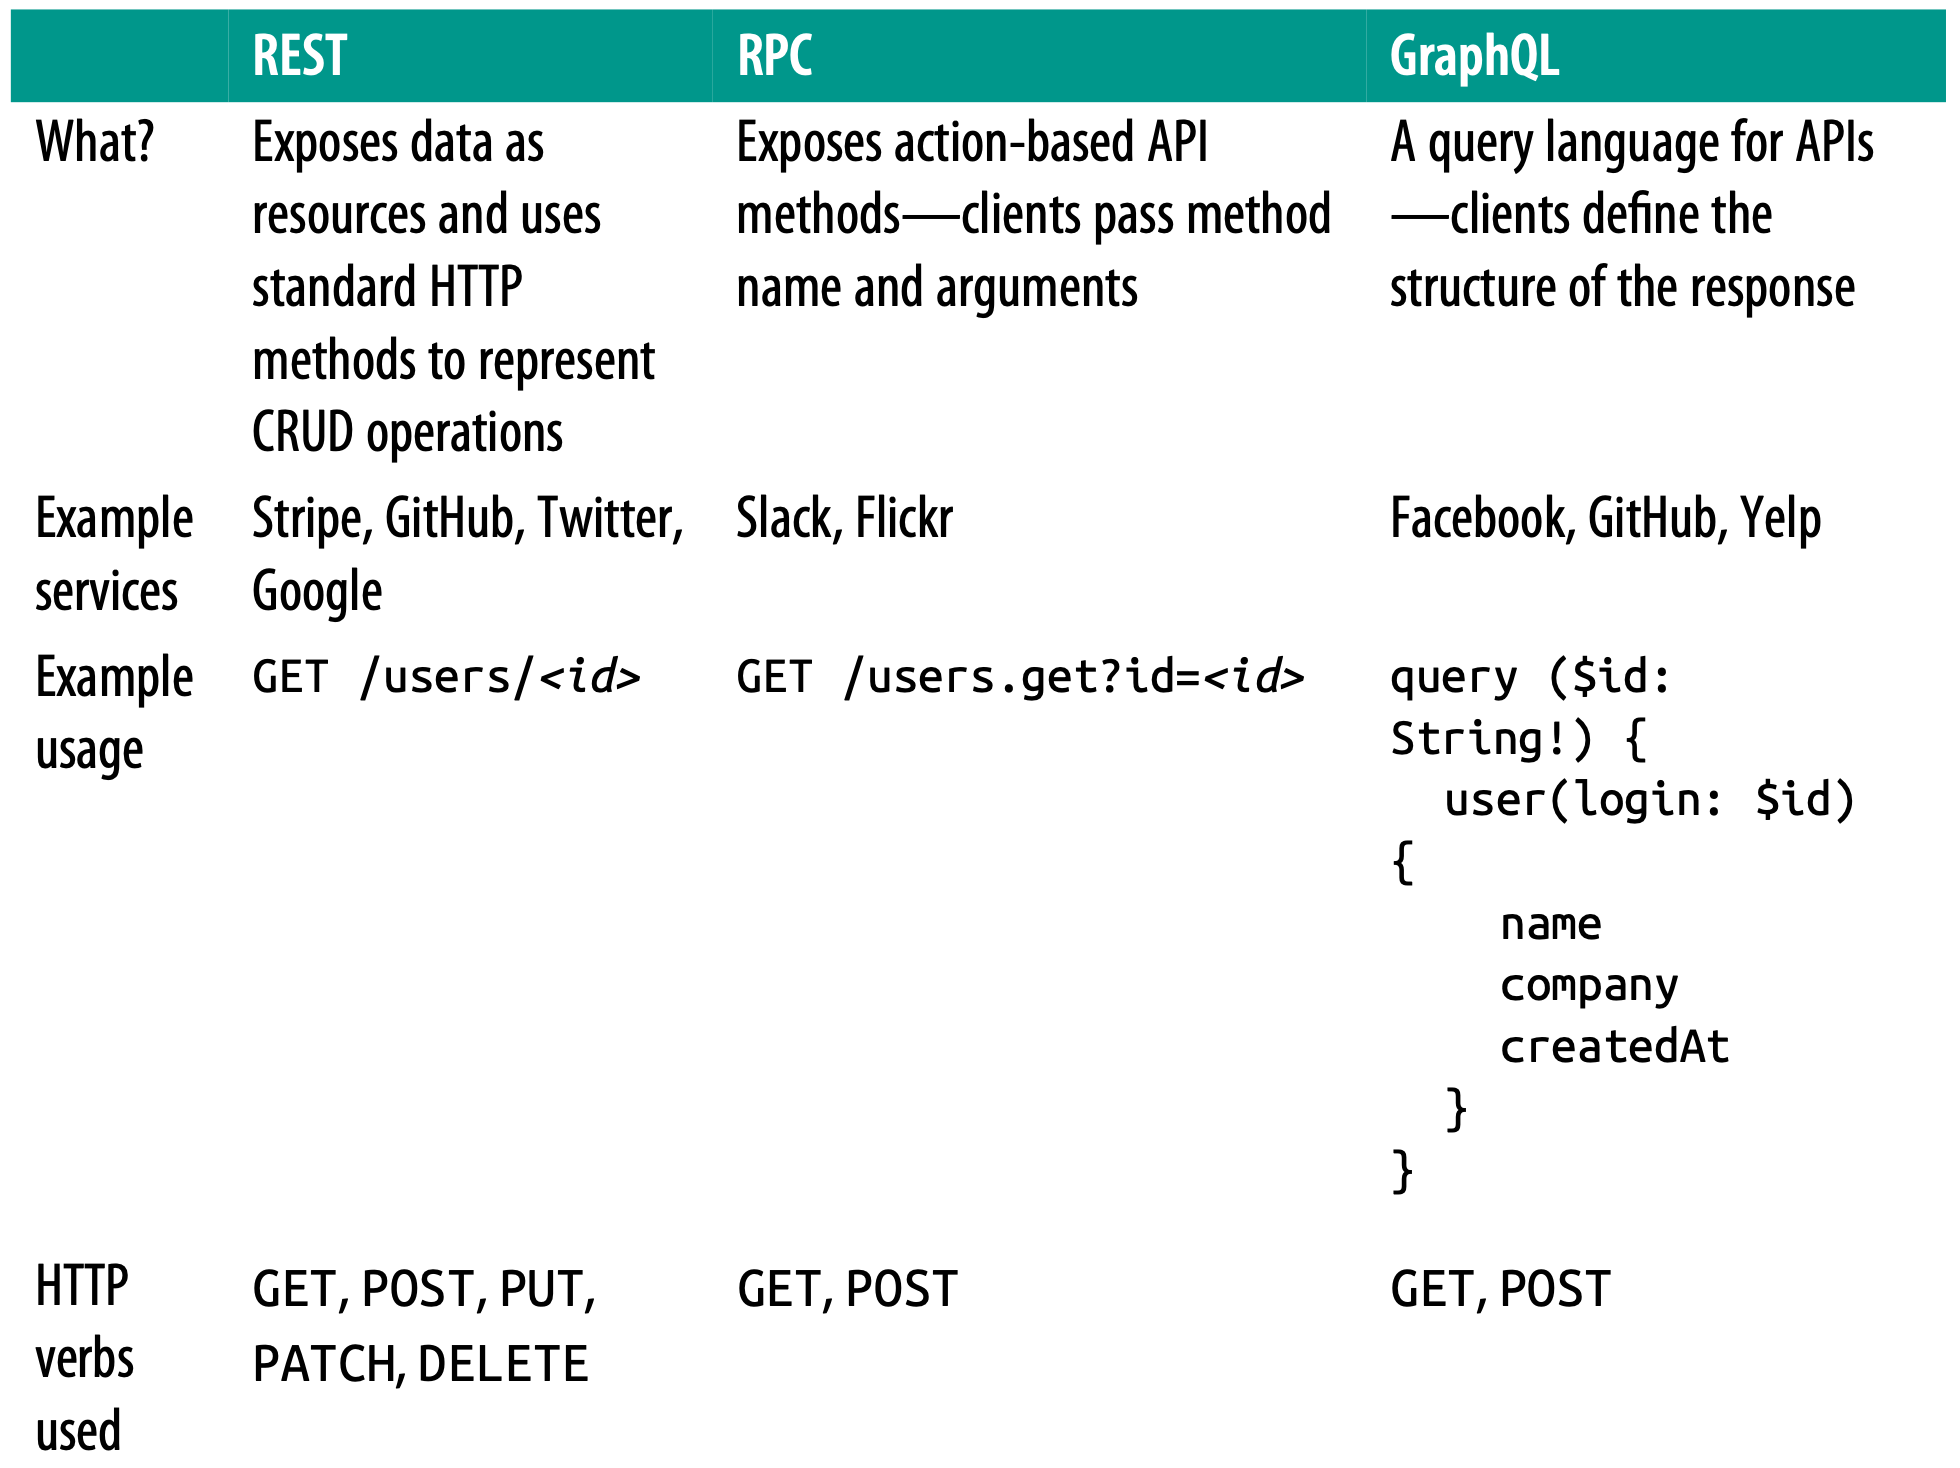 REST
RPC
GraphQL
What?
Exposes data as
resources and uses
standard HTTP
methods to represent
CRUD operations
Exposes action-based API
methods—clients pass method
name and arguments
A query language for APIs
—clients define the
structure of the response
Example
services
Stripe, GitHub, Twitter,
Google
Slack, Flickr
Facebook, GitHub, Yelp
Example
usage
GET /users/<id>
GET /users.get?id=<id>
query ($id:
String!) {
user(login: $id)
{
name
company
createdAt
}
}
HTTP
verbs
used
GET, POST, PUT,
PATCH, DELETE
GET, POST
GET, POST